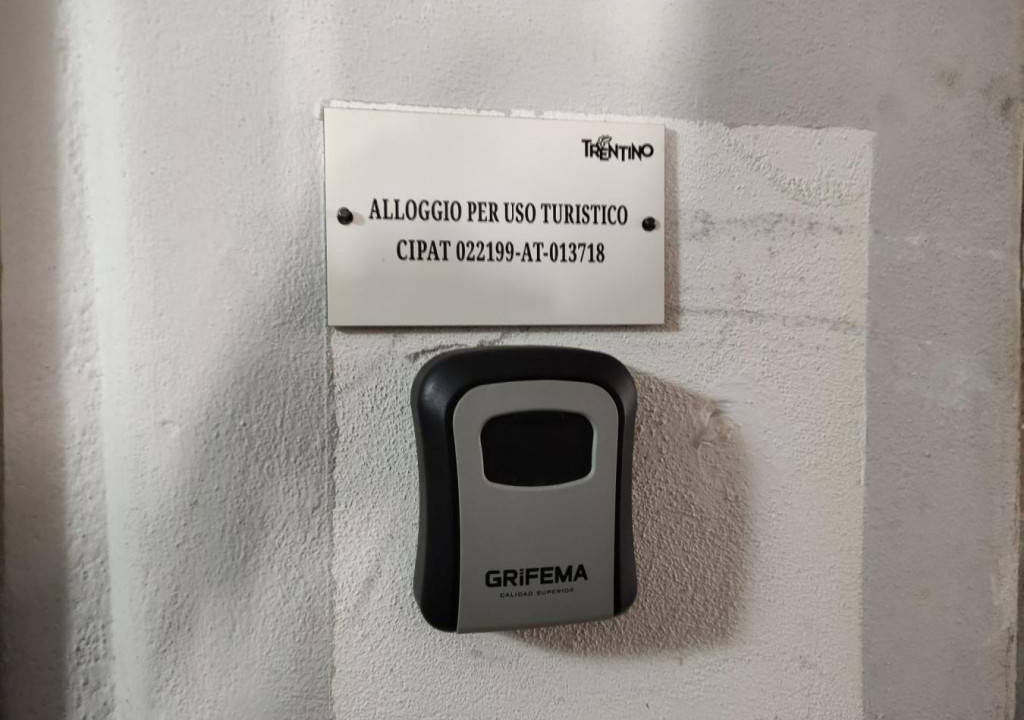 TRENTINO
ALLOGGIO PER USO TURISTICO
CIPAT 022199-AT-013718
GRiFEMA
CALIDAD SUPERIOR